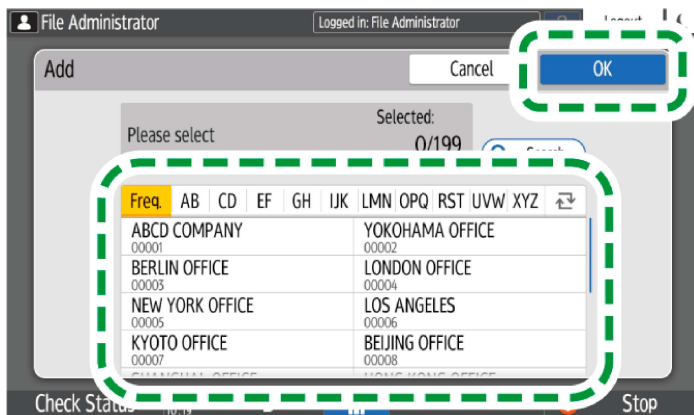 File Administrator
Logged in: File Administrator
Add
Cancel
OK
Please select
Selected:
0/199
Freq. AB CD EF GH IJK LMN OPQ RST UVW XYZ
ABCD COMPANY
00001
YOKOHAMA OFFICE
00002
BERLIN OFFICE
00003
LONDON OFFICE
00004
NEW YORK OFFICE
00005
LOS ANGELES
00006
KYOTO OFFICE
00007
BEIJING OFFICE
00008
Check Status
Stop